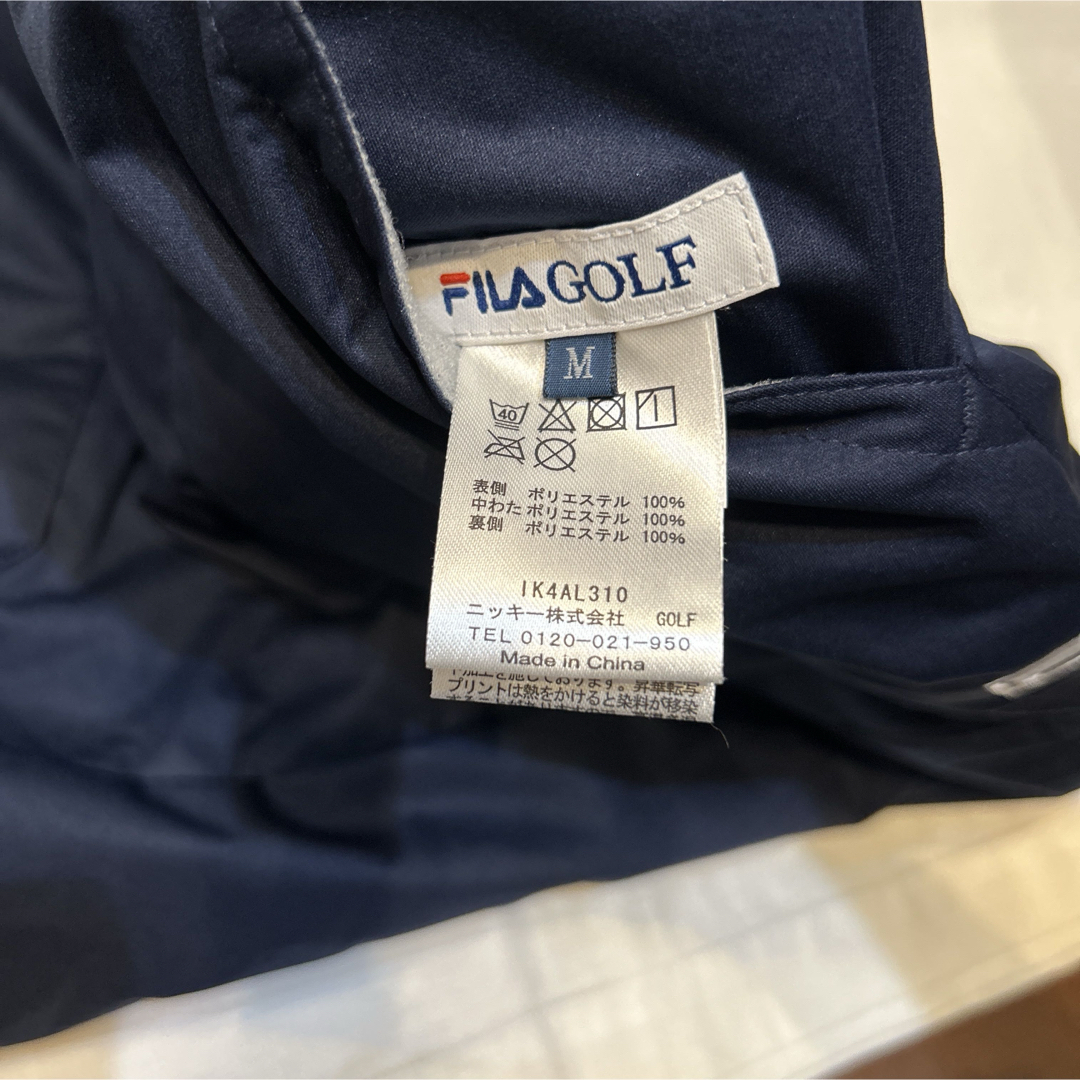 FILA GOLF
M
40
表側 ポリエステル 100%
中わた ポリエステル 100%
裏側 ポリエステル 100%
IK4AL310
ニッキー株式会社 GOLF
TEL 0120-021-950
Made in China
加工を施しております。昇華転写
プリントは熱をかけると染料が移染